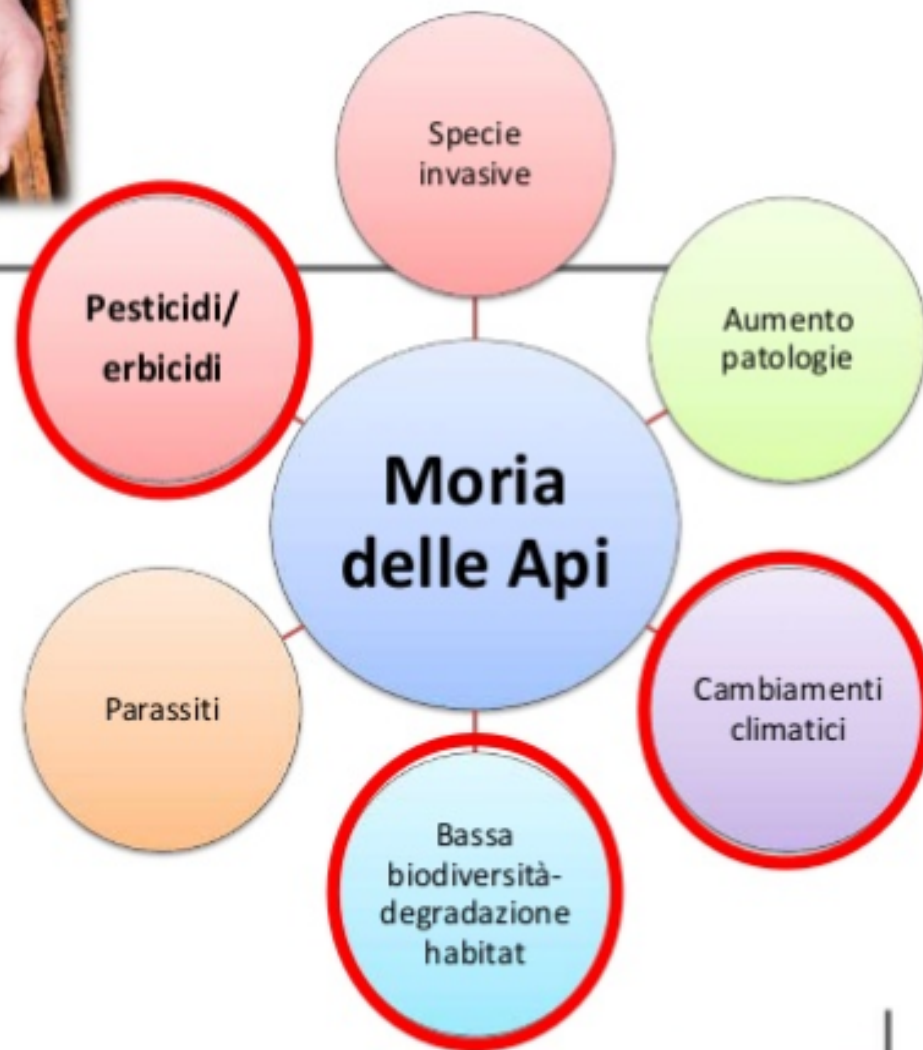 Specie
invasive
Pesticidi/
erbicidi
Aumento
patologie
Moria
delle Api
Parassiti
Cambiamenti
climatici
Bassa
biodiversità-
degradazione
habitat